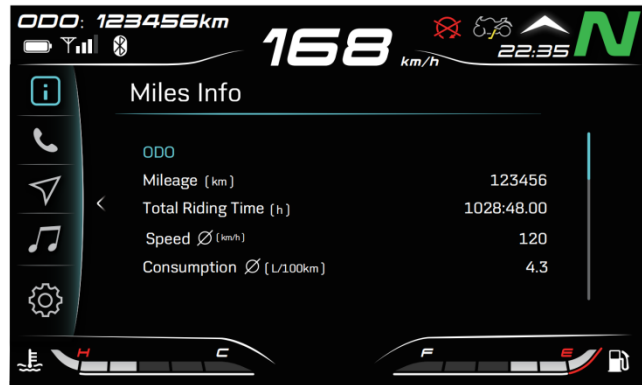 ODO: 123456km
168 km/h
22:35
N
Miles Info
ODO
Mileage (km) 123456
Total Riding Time (h) 1028:48.00
Speed Ø (km/h) 120
Consumption Ø (L/100km) 4.3
H C
F E